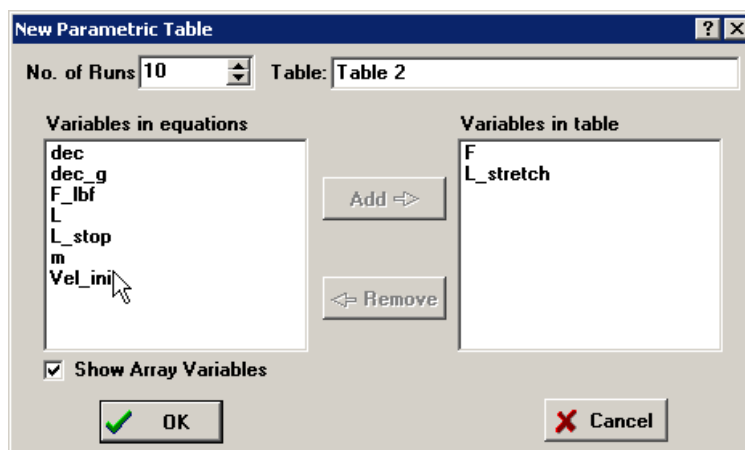 New Parametric Table
No. of Runs 10 Table: Table 2
Variables in equations
dec
dec_g
F_lbf
L
L_stop
m
Vel_ini
Add
Remove
Variables in table
F
L_stretch
Show Array Variables
OK
Cancel